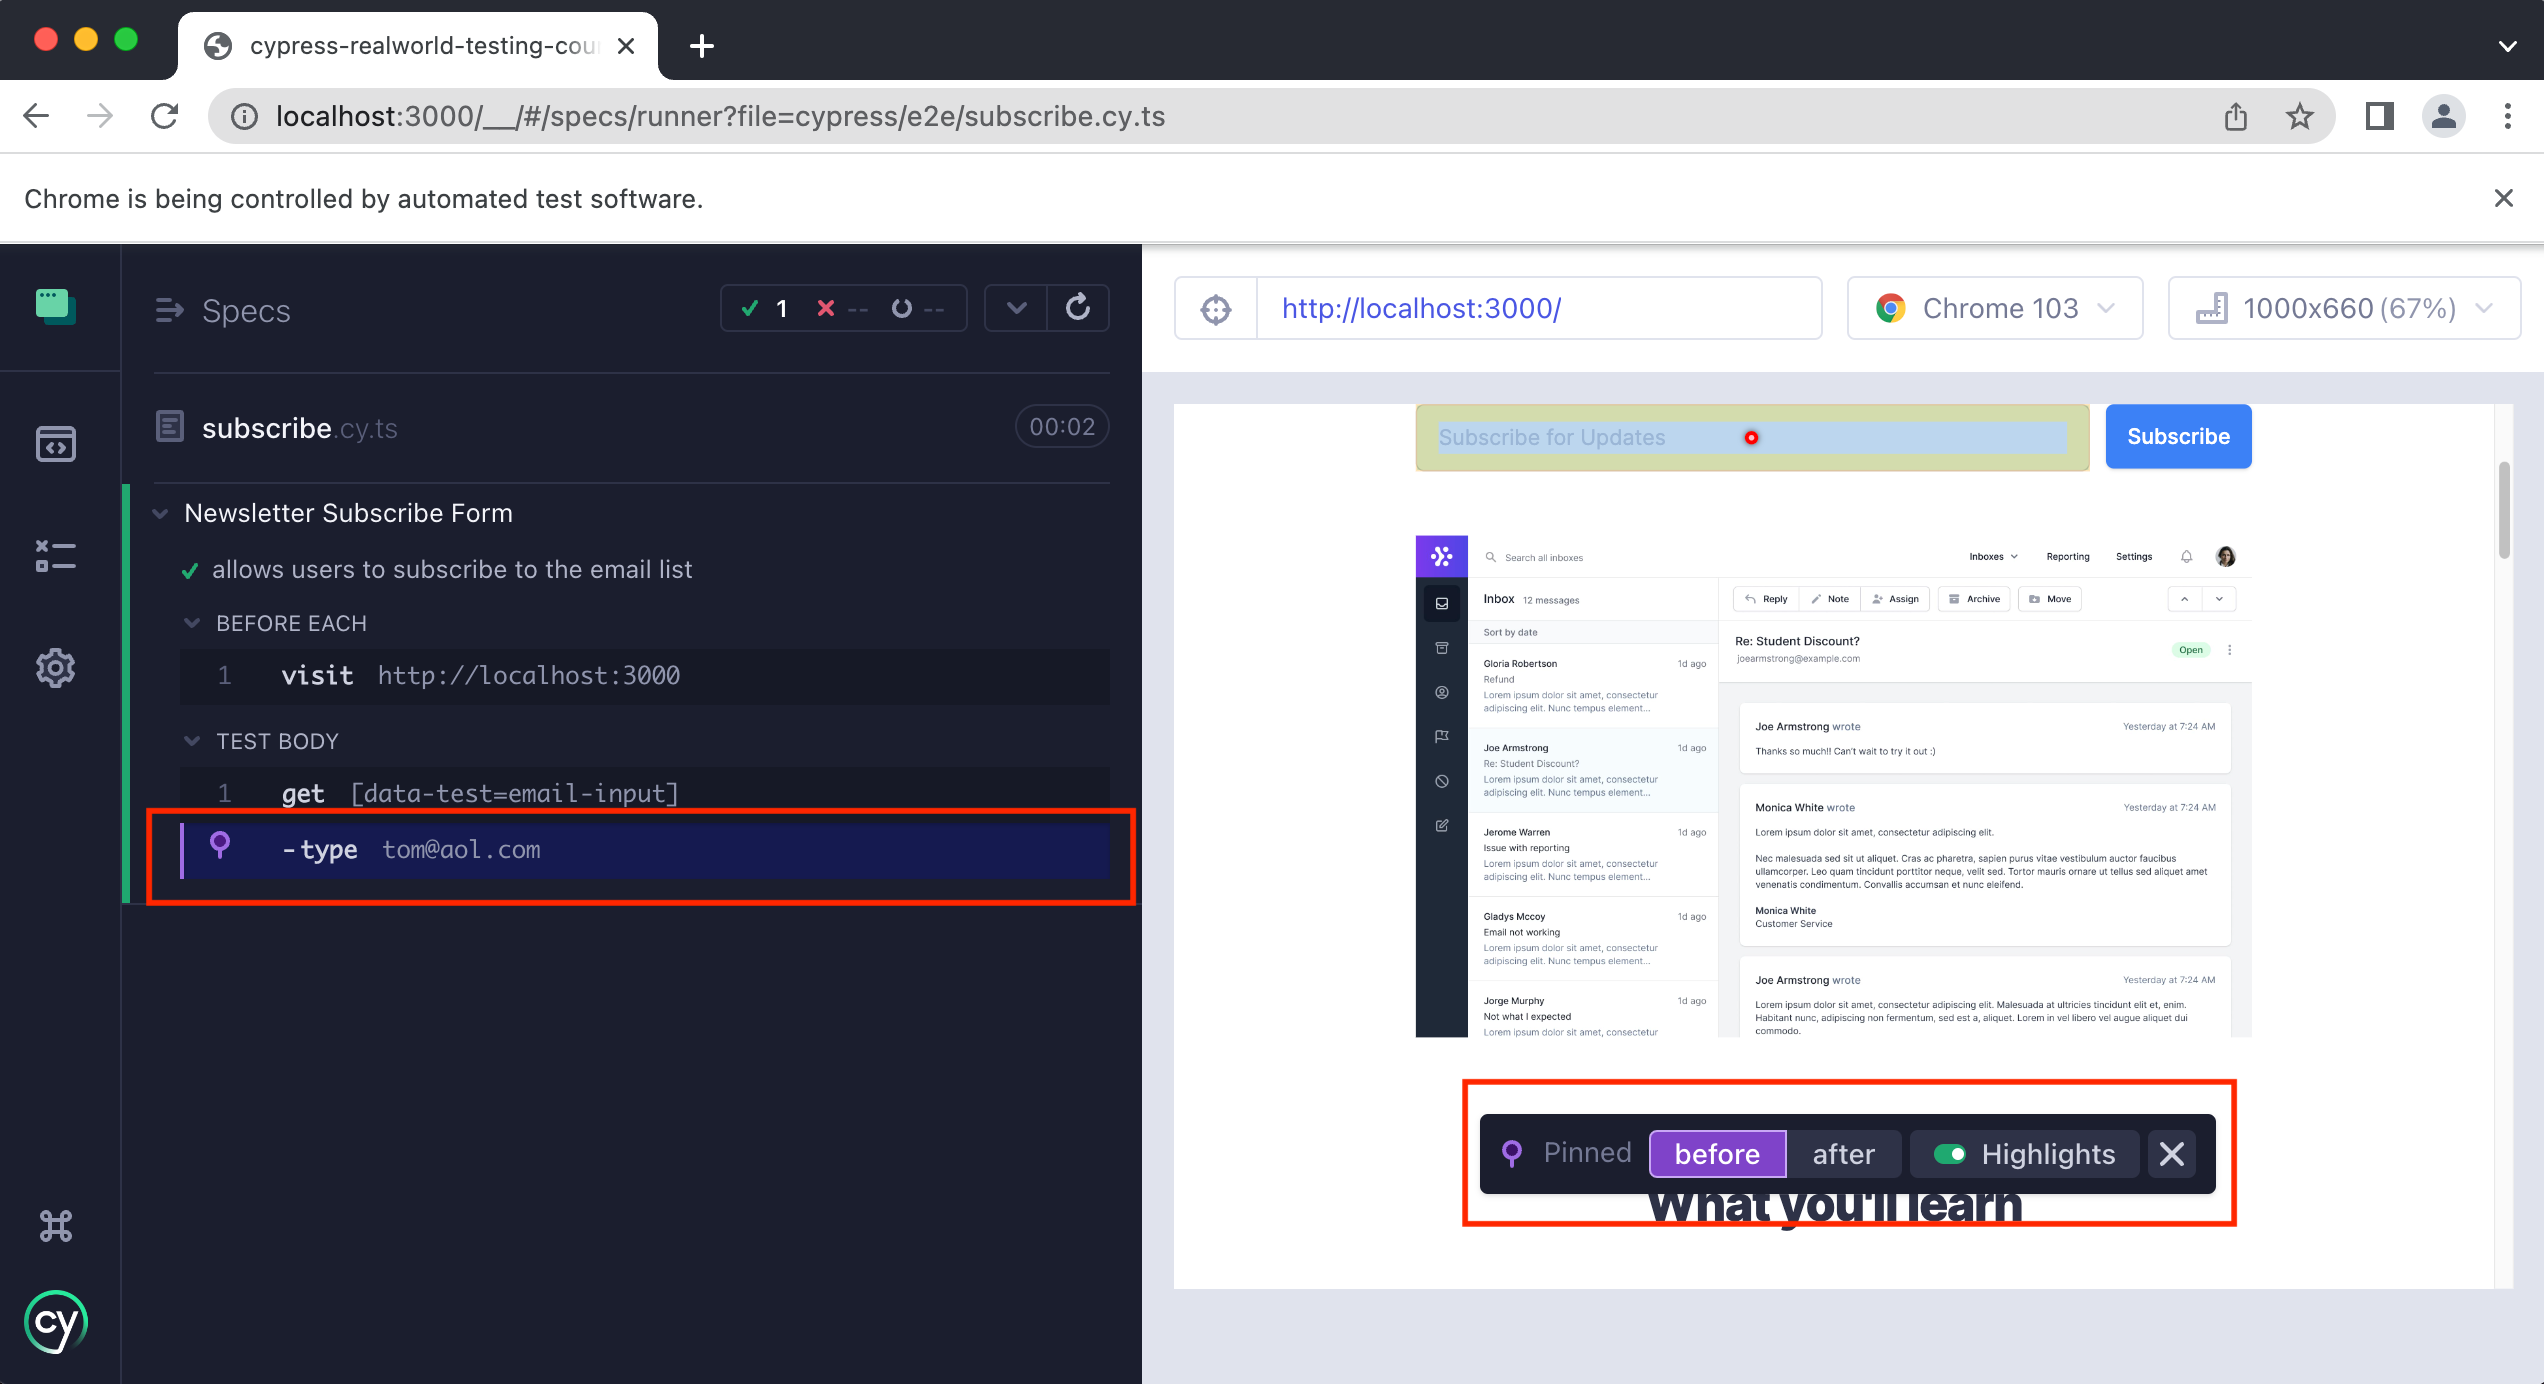 cypress-realworld-testing-cou
localhost:3000/__/#/specs/runner?file=cypress/e2e/subscribe.cy.ts
Chrome is being controlled by automated test software.
Specs
1 -- --
subscribe.cy.ts
00:02
Newsletter Subscribe Form
allows users to subscribe to the email list
BEFORE EACH
1 visit http://localhost:3000
TEST BODY
1 get [data-test=email-input]
-type tom@aol.com
cy
http://localhost:3000/
Chrome 103
1000x660 (67%)
Subscribe for Updates
Subscribe
Search all inboxes
Inboxes
Reporting
Settings
Inbox 12 messages
Sort by date
Gloria Robertson 1d ago
Refund
Lorem ipsum dolor sit amet, consectetur
adipiscing elit. Nunc tempus element...
Joe Armstrong 1d ago
Re: Student Discount?
Lorem ipsum dolor sit amet, consectetur
adipiscing elit. Nunc tempus element...
Jerome Warren 1d ago
Issue with reporting
Lorem ipsum dolor sit amet, consectetur
adipiscing elit. Nunc tempus element...
Gladys Mccoy 1d ago
Email not working
Lorem ipsum dolor sit amet, consectetur
adipiscing elit. Nunc tempus element...
Jorge Murphy 1d ago
Not what I expected
Lorem ipsum dolor sit amet, consectetur
Reply Note Assign Archive Move
Re: Student Discount?
joearmstrong@example.com
Open
Joe Armstrong wrote Yesterday at 7:24 AM
Thanks so much!! Can't wait to try it out :)
Monica White wrote Yesterday at 7:24 AM
Lorem ipsum dolor sit amet, consectetur adipiscing elit.
Nec malesuada sed sit ut aliquet. Cras ac pharetra, sapien purus vitae vestibulum auctor faucibus
ullamcorper. Leo quam tincidunt porttitor neque, velit sed. Tortor mauris ornare ut tellus sed aliquet amet
venenatis condimentum. Convallis accumsan et nunc eleifend.
Monica White
Customer Service
Joe Armstrong wrote Yesterday at 7:24 AM
Lorem ipsum dolor sit amet, consectetur adipiscing elit. Malesuada at ultricies tincidunt elit et, enim.
Habitant nunc, adipiscing non fermentum, sed est a, aliquet. Lorem in vel libero vel augue aliquet dui
commodo.
Pinned before after Highlights
What you'll learn